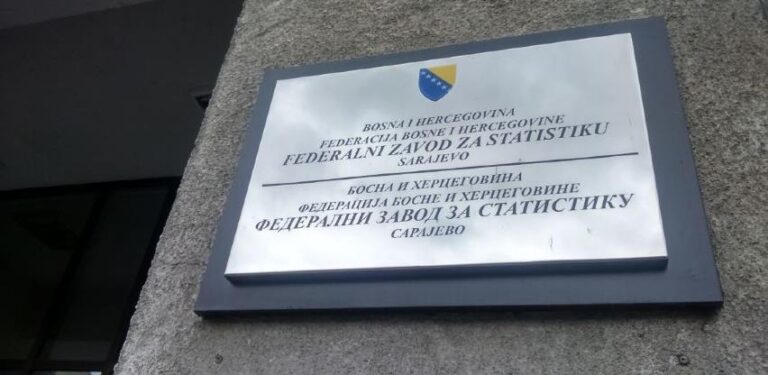 BOSNA I HERCEGOVINA
FEDERACIJA BOSNE I HERCEGOVINE
FEDERALNI ZAVOD ZA STATISTIKU
SARAJEVO
БОСНА И ХЕРЦЕГОВИНА
ФЕДЕРАЦИЈА БОСНЕ И ХЕРЦЕГОВИНЕ
ФЕДЕРАЛНИ ЗАВОД ЗА СТАТИСТИКУ
САРАЈЕВО